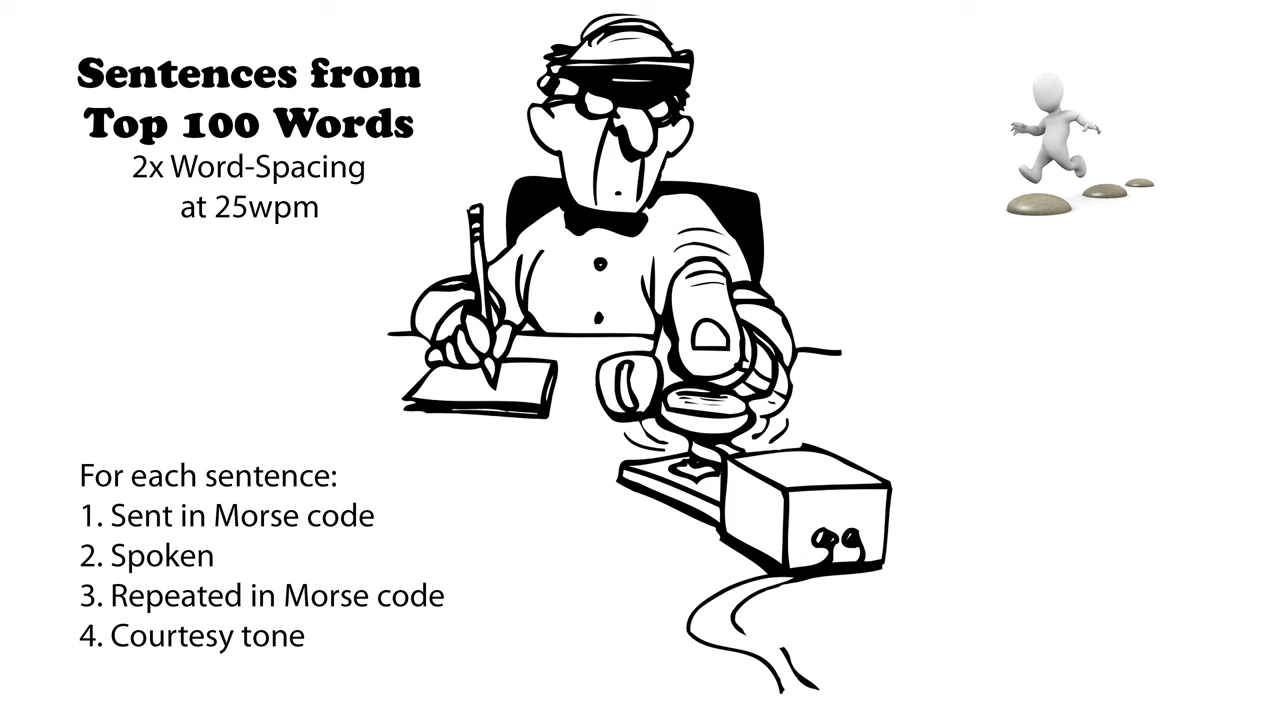 Sentences from
Top 100 Words
2x Word-Spacing
at 25wpm
For each sentence:
1. Sent in Morse code
2. Spoken
3. Repeated in Morse code
4. Courtesy tone